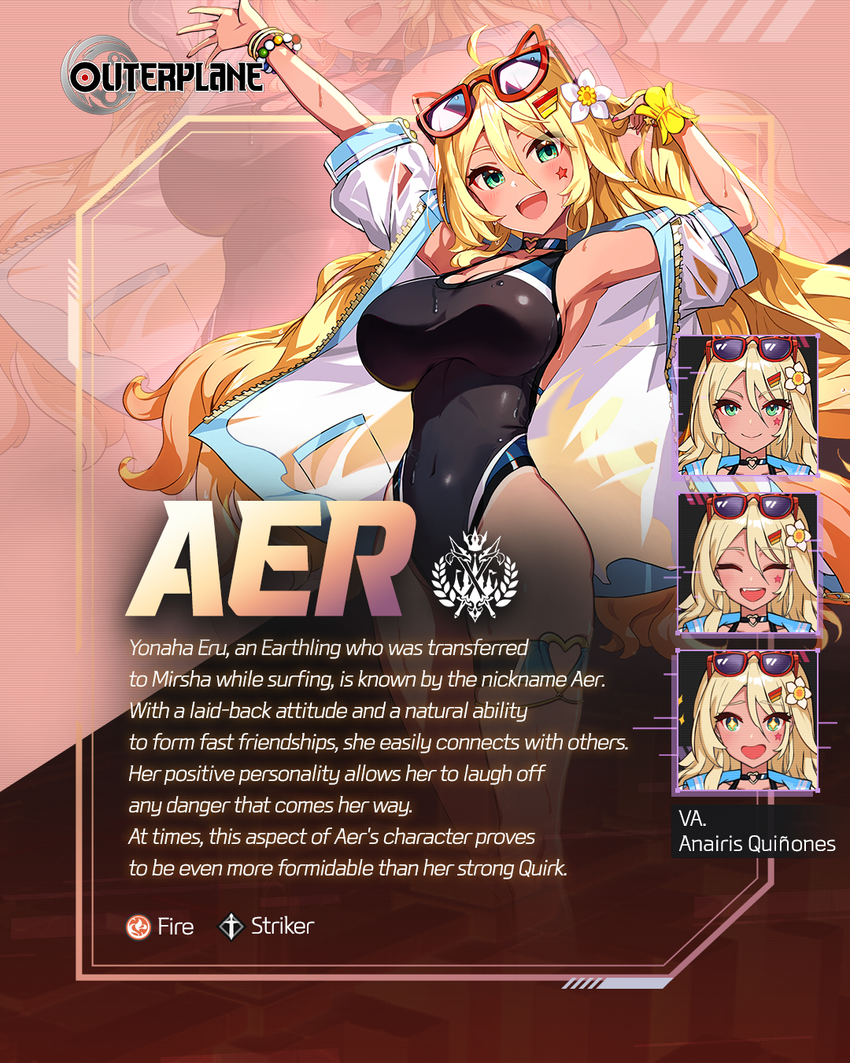 OUTERPLANE
AER
Yonaha Eru, an Earthling who was transferred
to Mirsha while surfing, is known by the nickname Aer.
With a laid-back attitude and a natural ability
to form fast friendships, she easily connects with others.
Her positive personality allows her to laugh off
any danger that comes her way.
At times, this aspect of Aer's character proves
to be even more formidable than her strong Quirk.
Fire
Striker
VA.
Anairis Quiñones